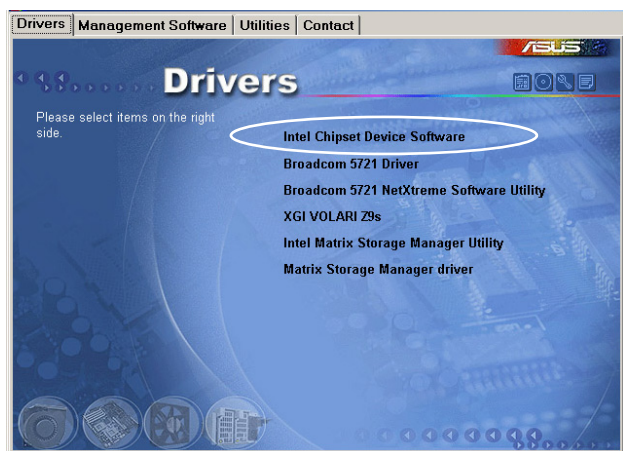 Drivers Management Software Utilities Contact
ASUS
Drivers
Please select items on the right
side.
Intel Chipset Device Software
Broadcom 5721 Driver
Broadcom 5721 NetXtreme Software Utility
XGI VOLARI Z9s
Intel Matrix Storage Manager Utility
Matrix Storage Manager driver